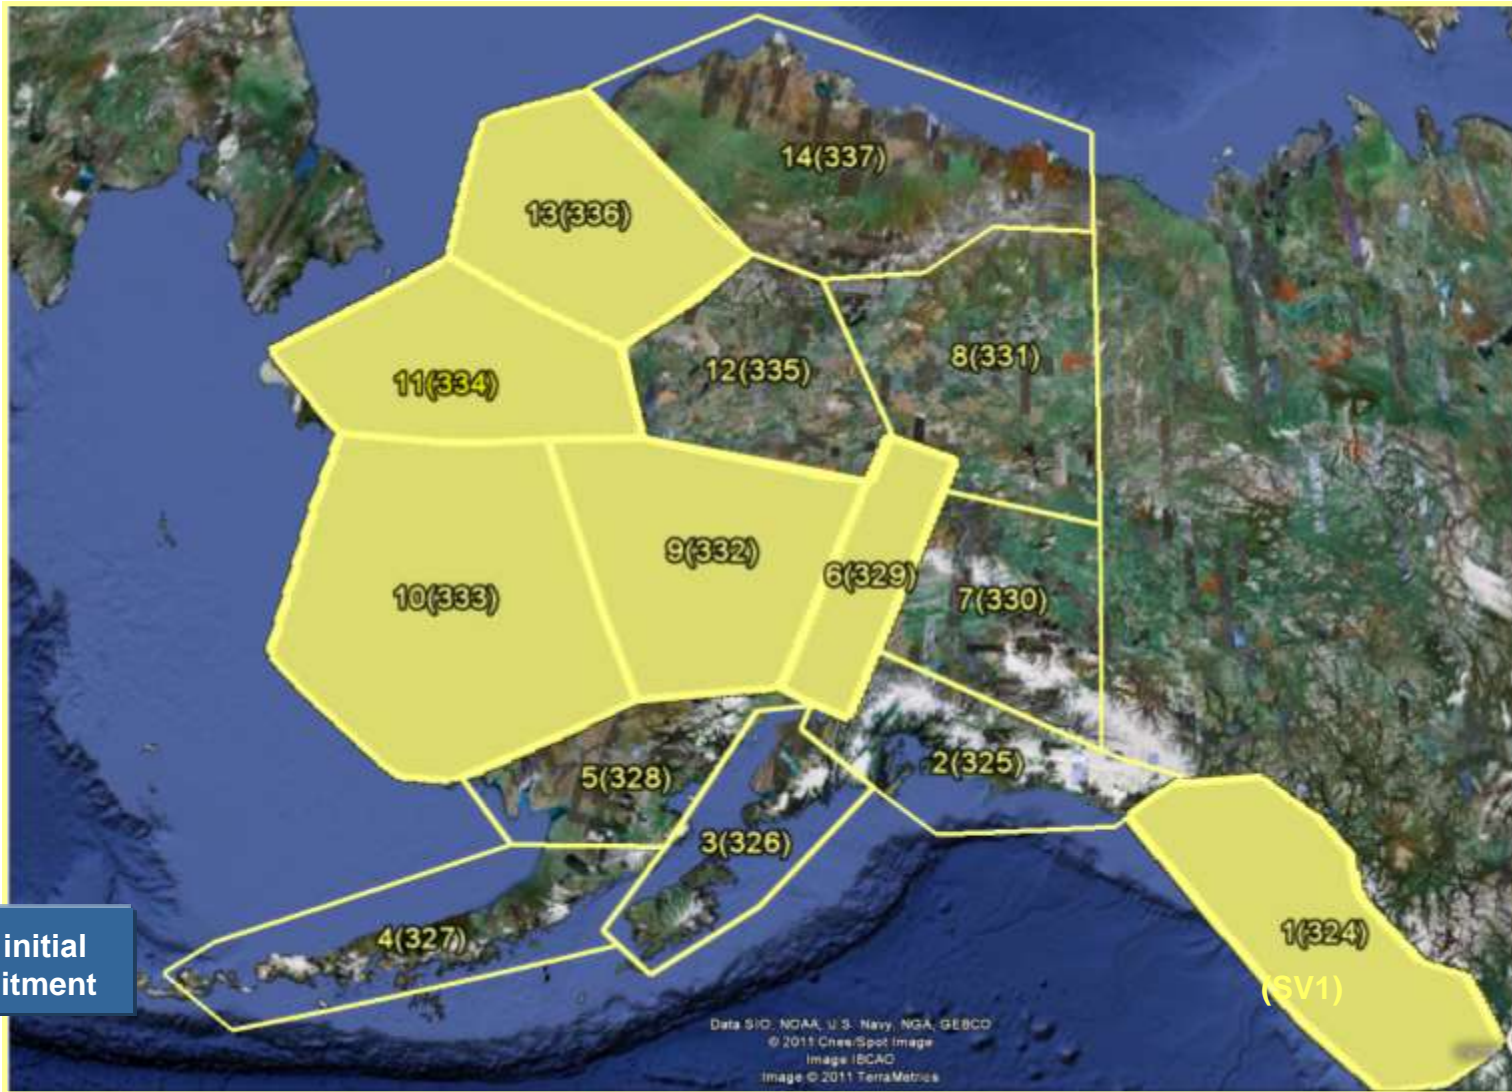 14(337)
13(336)
8(331)
12(335)
11(334)
9(332)
6(329)
10(333)
7(330)
2(325)
5(328)
3(326)
4(327)
1(324)
(SV1)
initial
itment
Data SIO, NOAA, U.S. Navy, NGA, GEBCO
© 2011 Cnes/Spot Image
Image IBCAO
Image © 2011 TerraMetrics